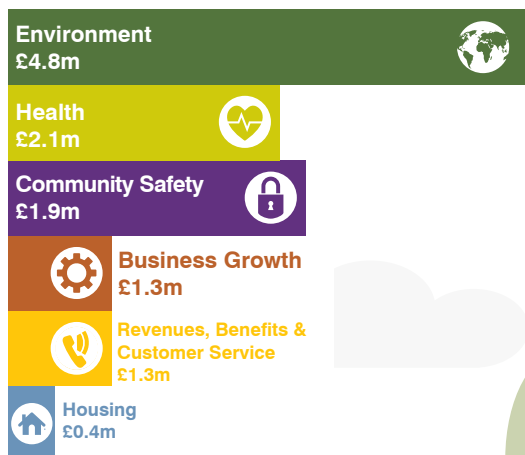 Environment
£4.8m
Health
£2.1m
Community Safety
£1.9m
Business Growth
£1.3m
Revenues, Benefits &
Customer Service
£1.3m
Housing
£0.4m